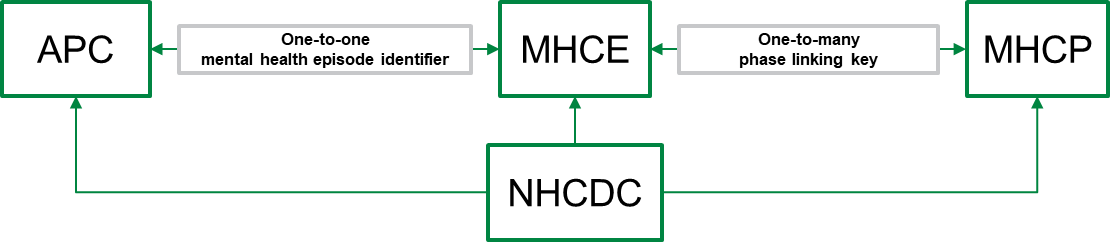 APC
One-to-one
mental health episode identifier
MHCE
One-to-many
phase linking key
MHCP
NHCDC